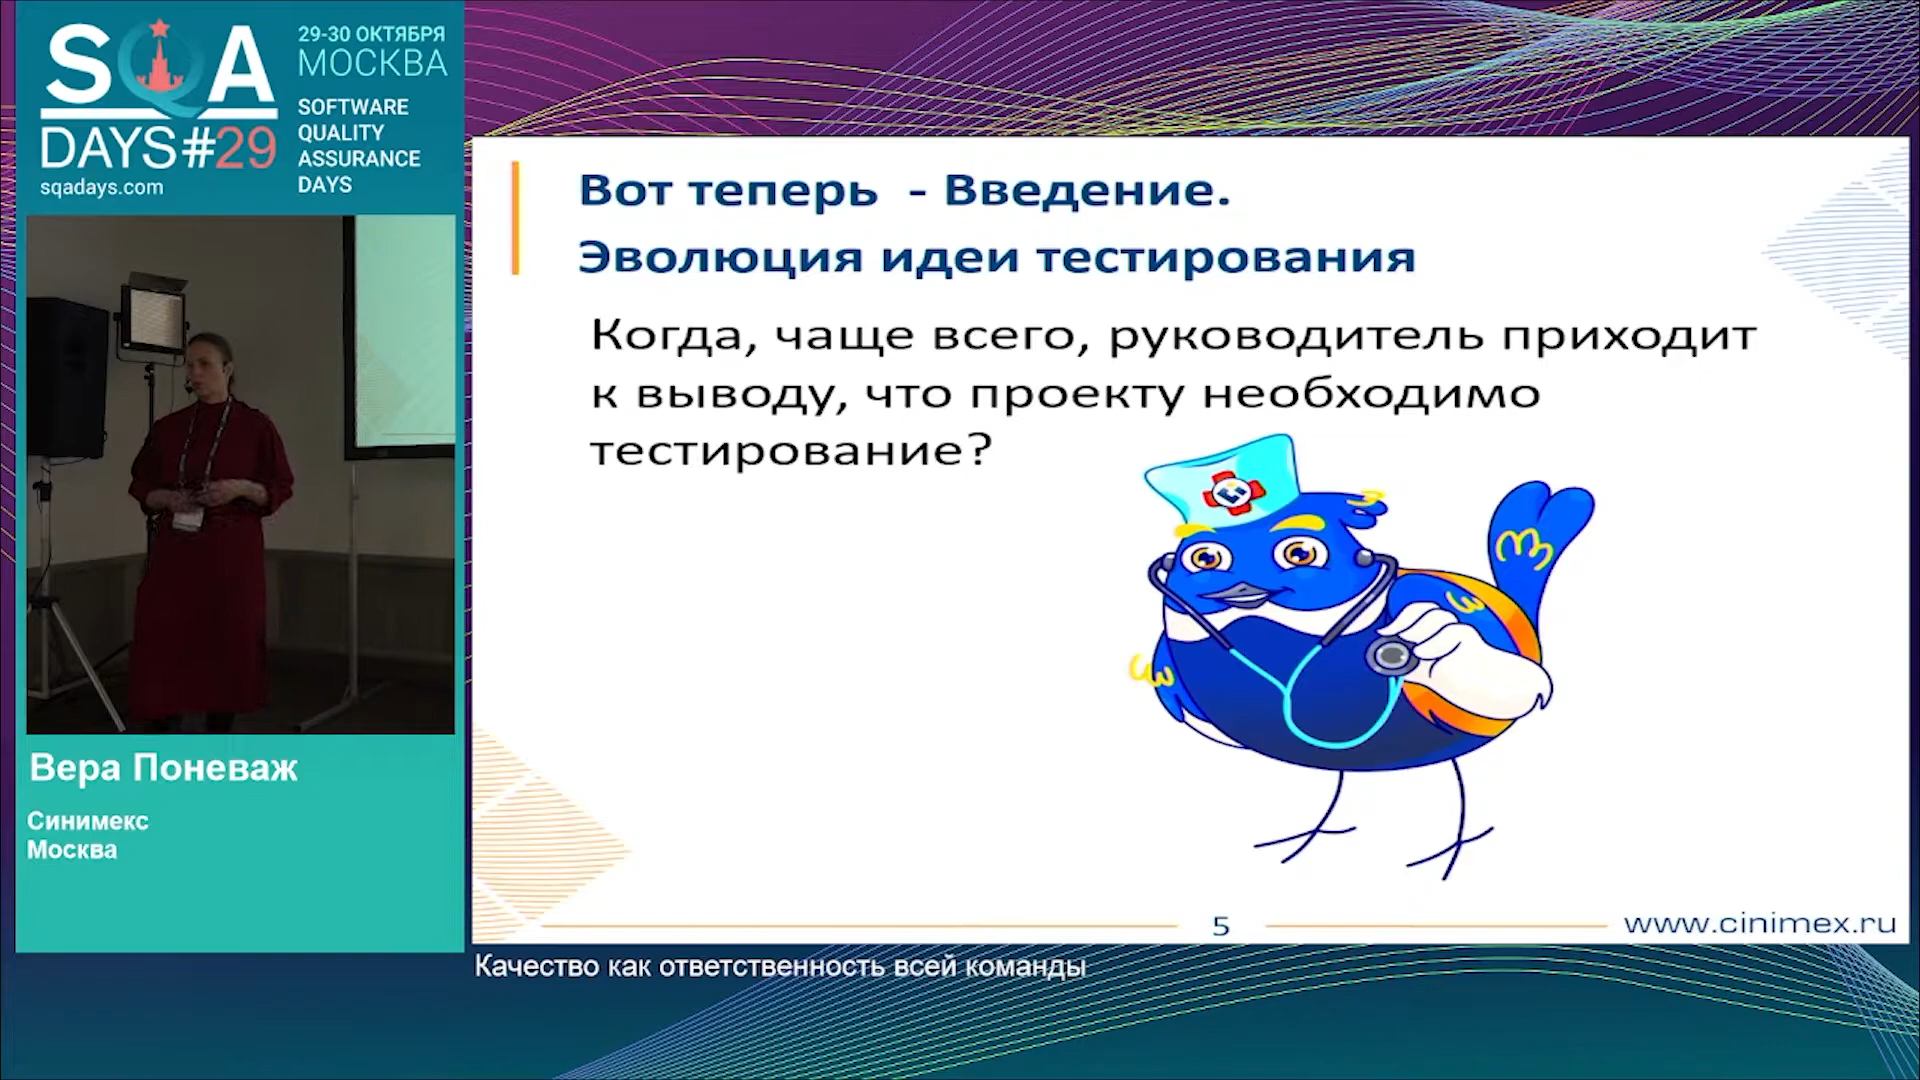 SQA
DAYS#29
sqadays.com
29-30 ОКТЯБРЯ
МОСКВА
SOFTWARE
QUALITY
ASSURANCE
DAYS
Вера Поневаж
Синимекс
Москва
Вот теперь - Введение.
Эволюция идеи тестирования
Когда, чаще всего, руководитель приходит
к выводу, что проекту необходимо
тестирование?
5
www.cinimex.ru
Качество как ответственность всей команды